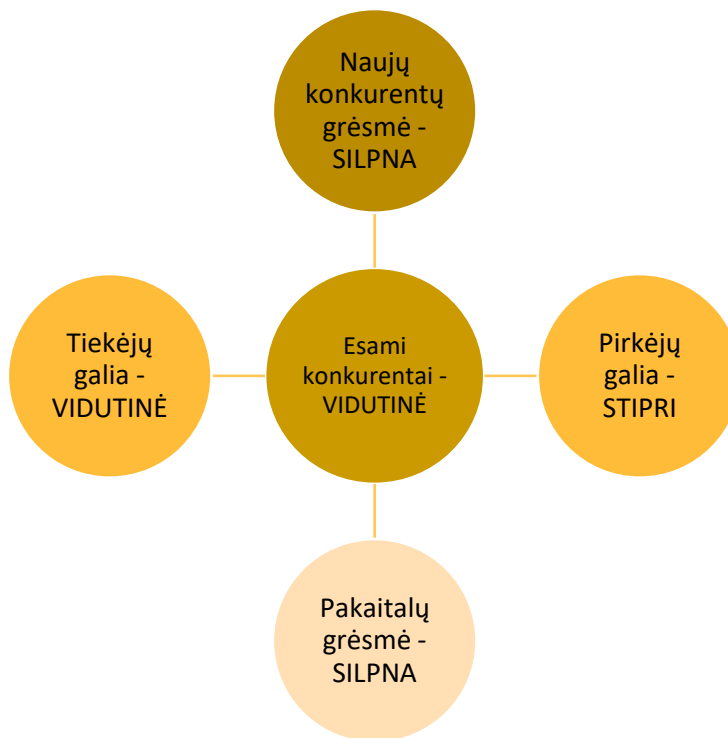 Naujų
konkurentų
grėsmė -
SILPNA
Tiekėjų
galia -
VIDUTINĖ
Esami
konkurentai -
VIDUTINĖ
Pirkėjų
galia -
STIPRI
Pakaitalų
grėsmė -
SILPNA